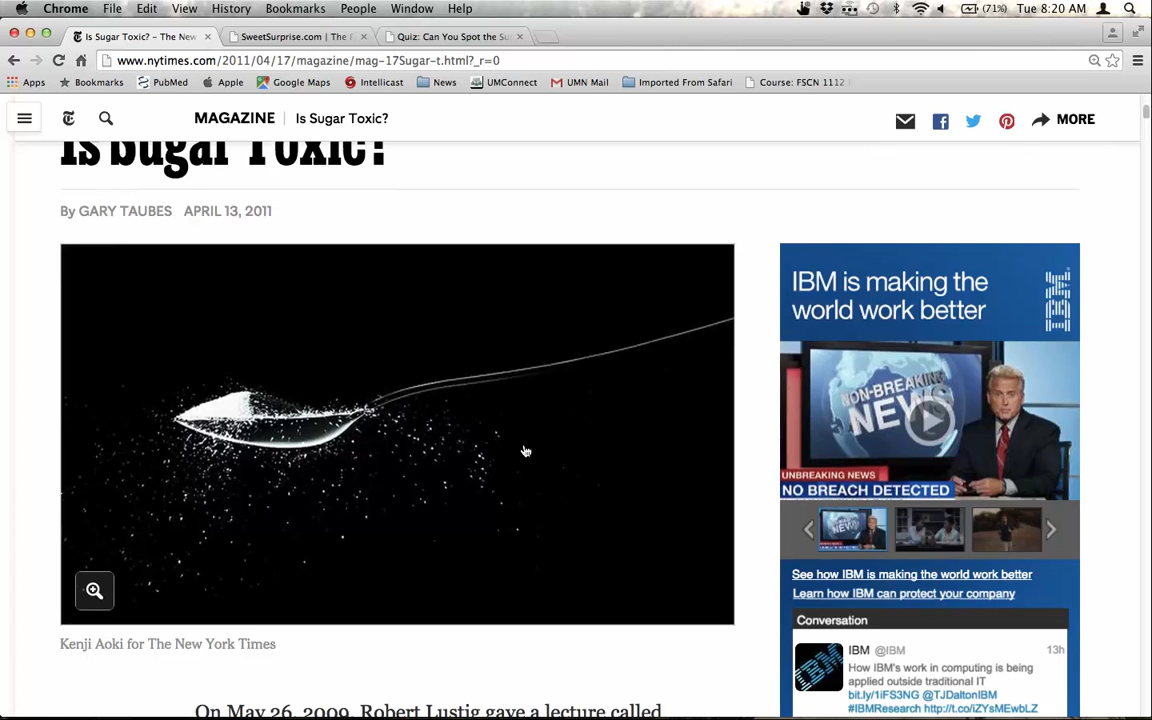 Chrome File Edit View History Bookmarks People Window Help (71%) Tue 8:20 AM
Is Sugar Toxic? - The New SweetSurprise.com | The F Quiz: Can You Spot the Su
www.nytimes.com/2011/04/17/magazine/mag-17Sugar-t.html?_r=0
Apps Bookmarks PubMed Apple Google Maps Intellicast News UMConnect UMN Mail Imported From Safari Course: FSCN 1112
MAGAZINE Is Sugar Toxic? MORE
Is Sugar Toxic?
By GARY TAUBES APRIL 13, 2011
IBM is making the
world work better
IBM
NON-BREAKING
NEWS
UNBREAKING NEWS
NO BREACH DETECTED
See how IBM is making the world work better
Learn how IBM can protect your company
Conversation
IBM @IBM 13h
How IBM's work in computing is being
applied outside traditional IT
bit.ly/1iFS3NG @TJDaltonIBM
#IBMResearch http://t.co/iZYsMEwbLZ
Kenji Aoki for The New York Times
On May 26, 2009, Robert Lustig gave a lecture called